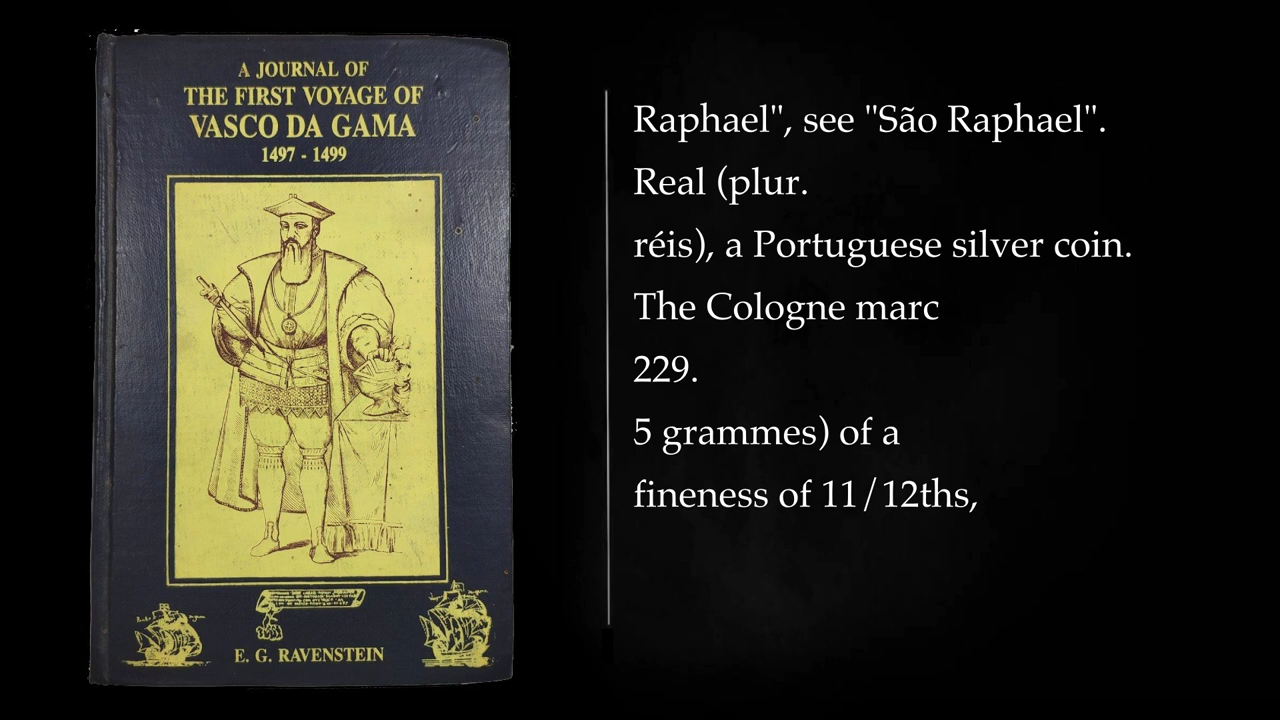 A JOURNAL OF
THE FIRST VOYAGE OF
VASCO DA GAMA
1497 - 1499
E. G. RAVENSTEIN
Raphael", see "São Raphael".
Real (plur.
réis), a Portuguese silver coin.
The Cologne marc
229.
5 grammes) of a
fineness of 11/12ths,